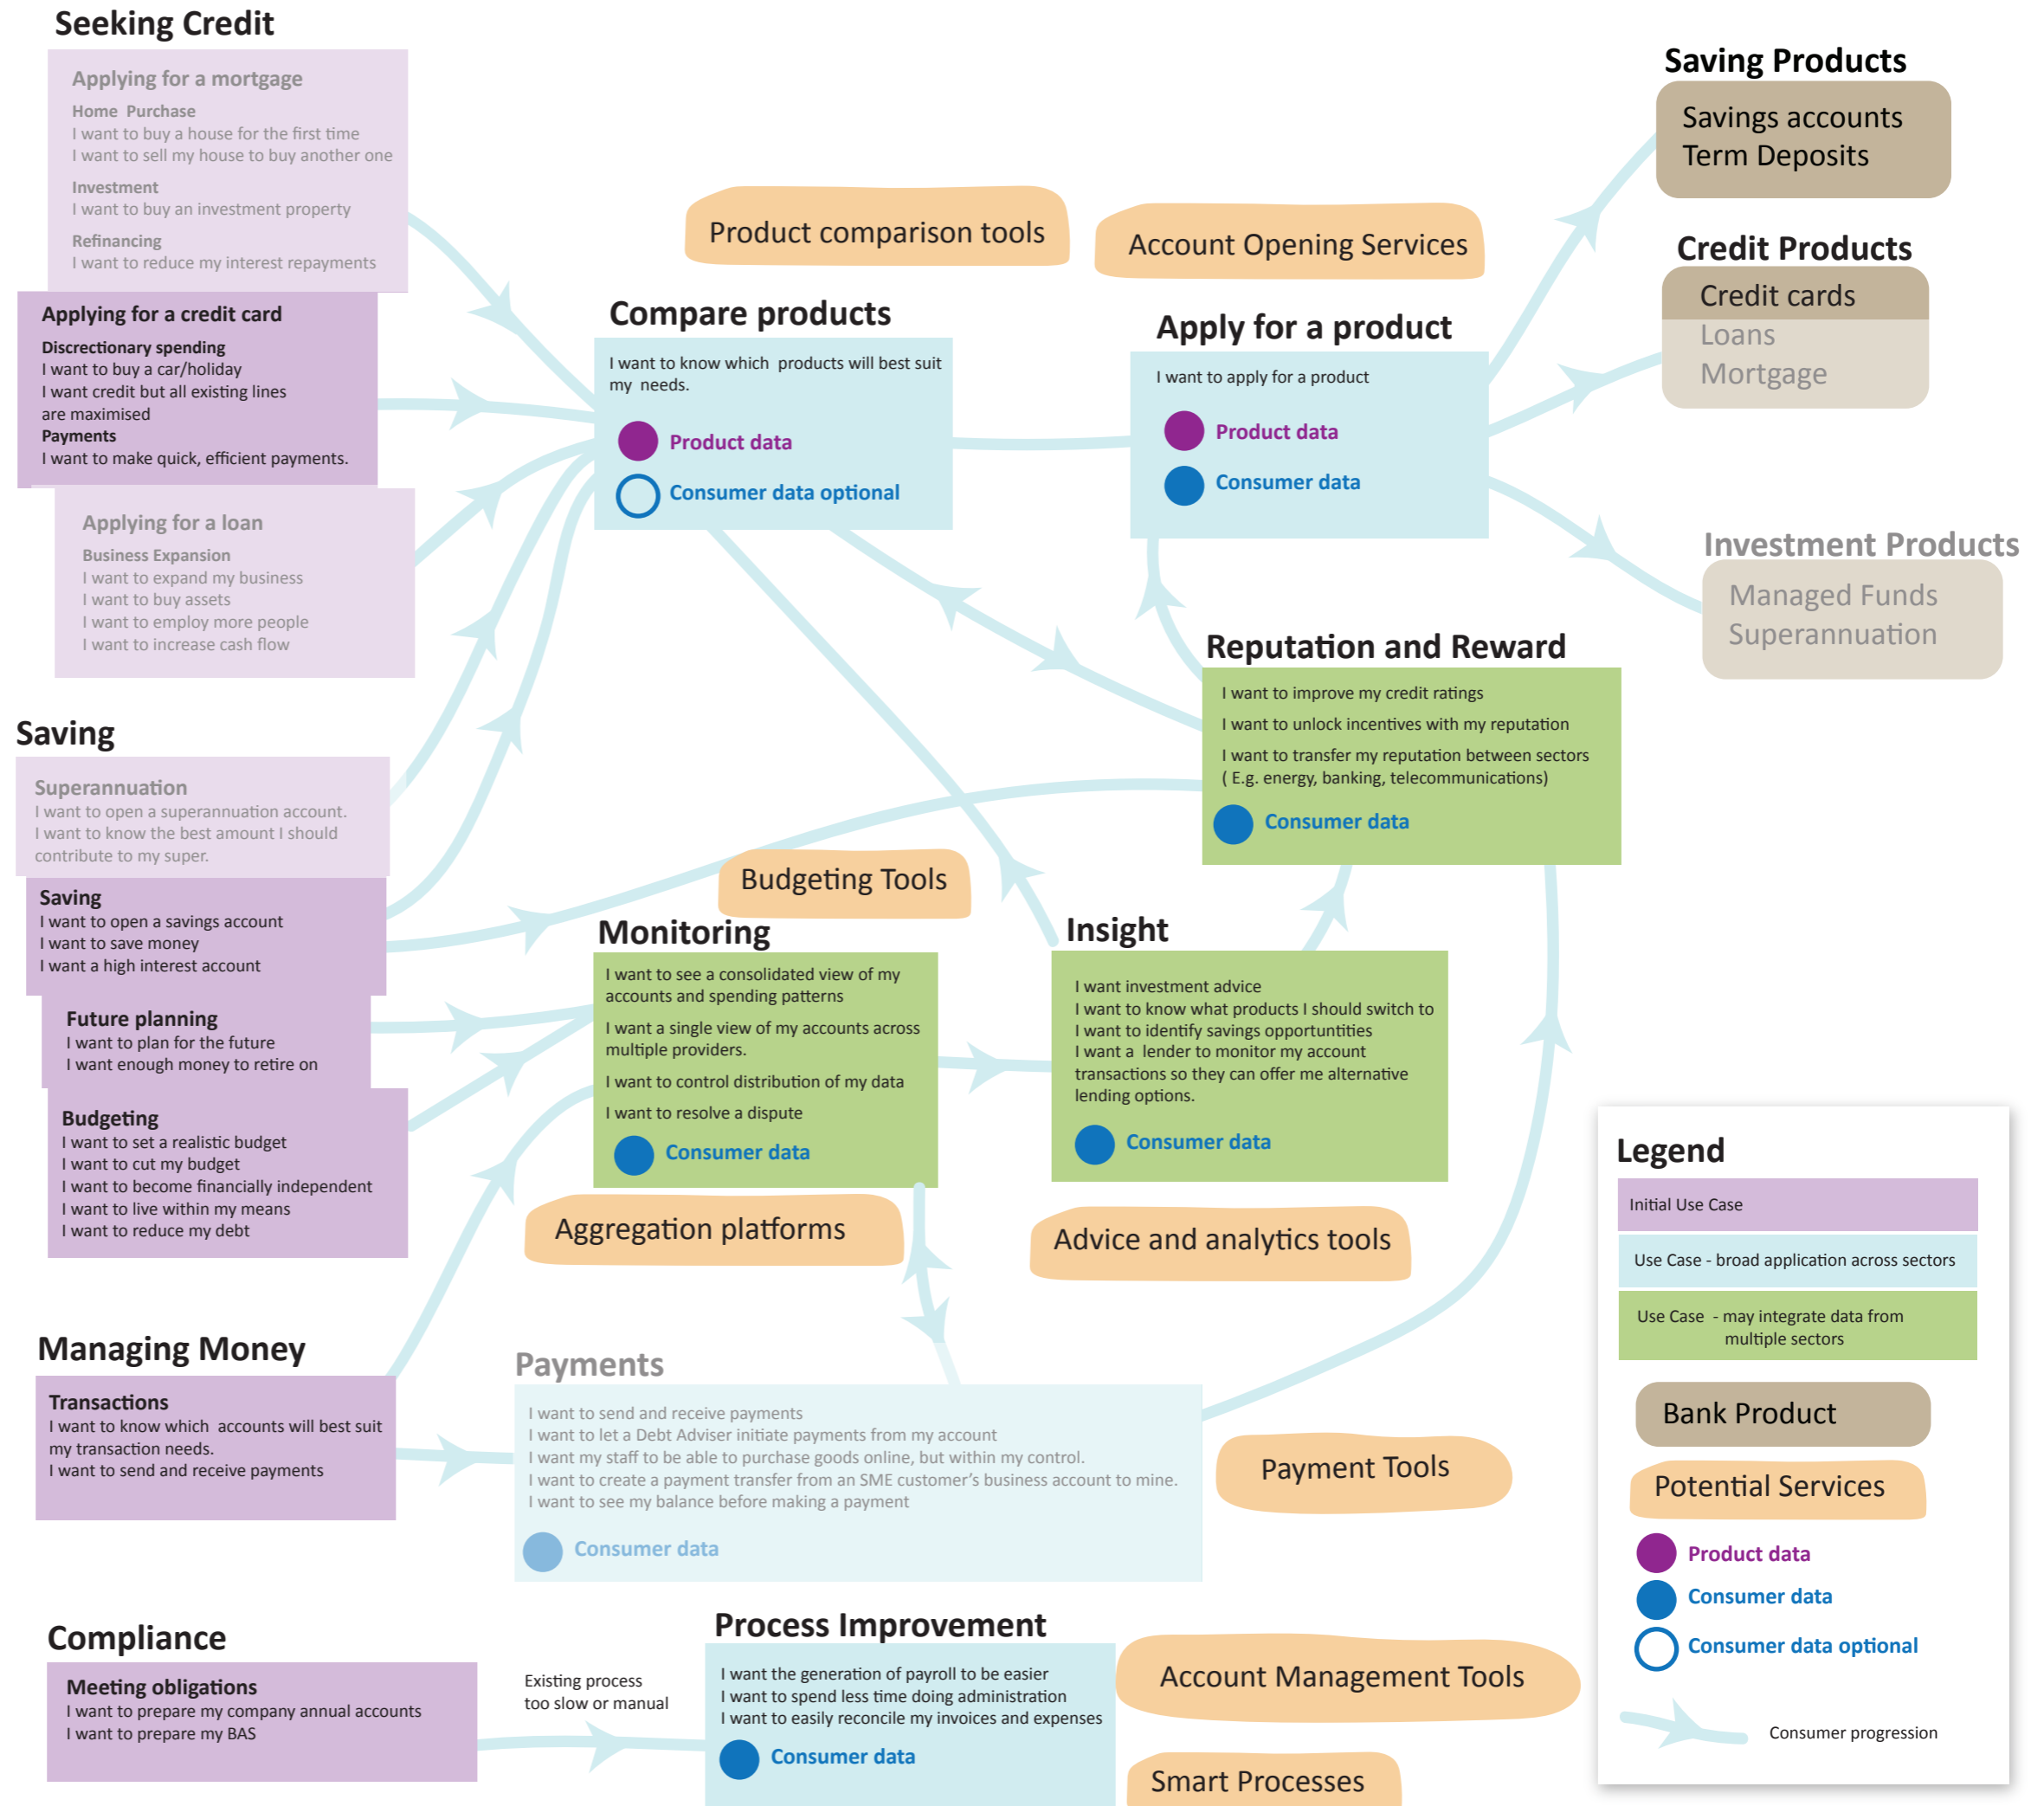 Seeking Credit
Applying for a mortgage
Home Purchase
I want to buy a house for the first time
I want to sell my house to buy another one
Investment
I want to buy an investment property
Refinancing
I want to reduce my interest repayments
Applying for a credit card
Discrectionary spending
I want to buy a car/holiday
I want credit but all existing lines
are maximised
Payments
I want to make quick, efficient payments.
Applying for a loan
Business Expansion
I want to expand my business
I want to buy assets
I want to employ more people
I want to increase cash flow
Saving
Superannuation
I want to open a superannuation account.
I want to know the best amount I should
contribute to my super.
Saving
I want to open a savings account
I want to save money
I want a high interest account
Future planning
I want to plan for the future
I want enough money to retire on
Budgeting
I want to set a realistic budget
I want to cut my budget
I want to become financially independent
I want to live within my means
I want to reduce my debt
Managing Money
Transactions
I want to know which accounts will best suit
my transaction needs.
I want to send and receive payments
Compliance
Meeting obligations
I want to prepare my company annual accounts
I want to prepare my BAS
Existing process
too slow or manual
Product comparison tools
Account Opening Services
Compare products
I want to know which products will best suit
my needs.
Product data
Consumer data optional
Apply for a product
I want to apply for a product
Product data
Consumer data
Saving Products
Savings accounts
Term Deposits
Credit Products
Credit cards
Loans
Mortgage
Investment Products
Managed Funds
Superannuation
Reputation and Reward
I want to improve my credit ratings
I want to unlock incentives with my reputation
I want to transfer my reputation between sectors
( E.g. energy, banking, telecommunications)
Consumer data
Budgeting Tools
Monitoring
I want to see a consolidated view of my
accounts and spending patterns
I want a single view of my accounts across
multiple providers.
I want to control distribution of my data
I want to resolve a dispute
Consumer data
Insight
I want investment advice
I want to know what products I should switch to
I want to identify savings opportuntities
I want a lender to monitor my account
transactions so they can offer me alternative
lending options.
Consumer data
Aggregation platforms
Advice and analytics tools
Payments
I want to send and receive payments
I want to let a Debt Adviser initiate payments from my account
I want my staff to be able to purchase goods online, but within my control.
I want to create a payment transfer from an SME customer's business account to mine.
I want to see my balance before making a payment
Consumer data
Payment Tools
Process Improvement
I want the generation of payroll to be easier
I want to spend less time doing administration
I want to easily reconcile my invoices and expenses
Consumer data
Account Management Tools
Smart Processes
Legend
Initial Use Case
Use Case - broad application across sectors
Use Case - may integrate data from
multiple sectors
Bank Product
Potential Services
Product data
Consumer data
Consumer data optional
Consumer progression